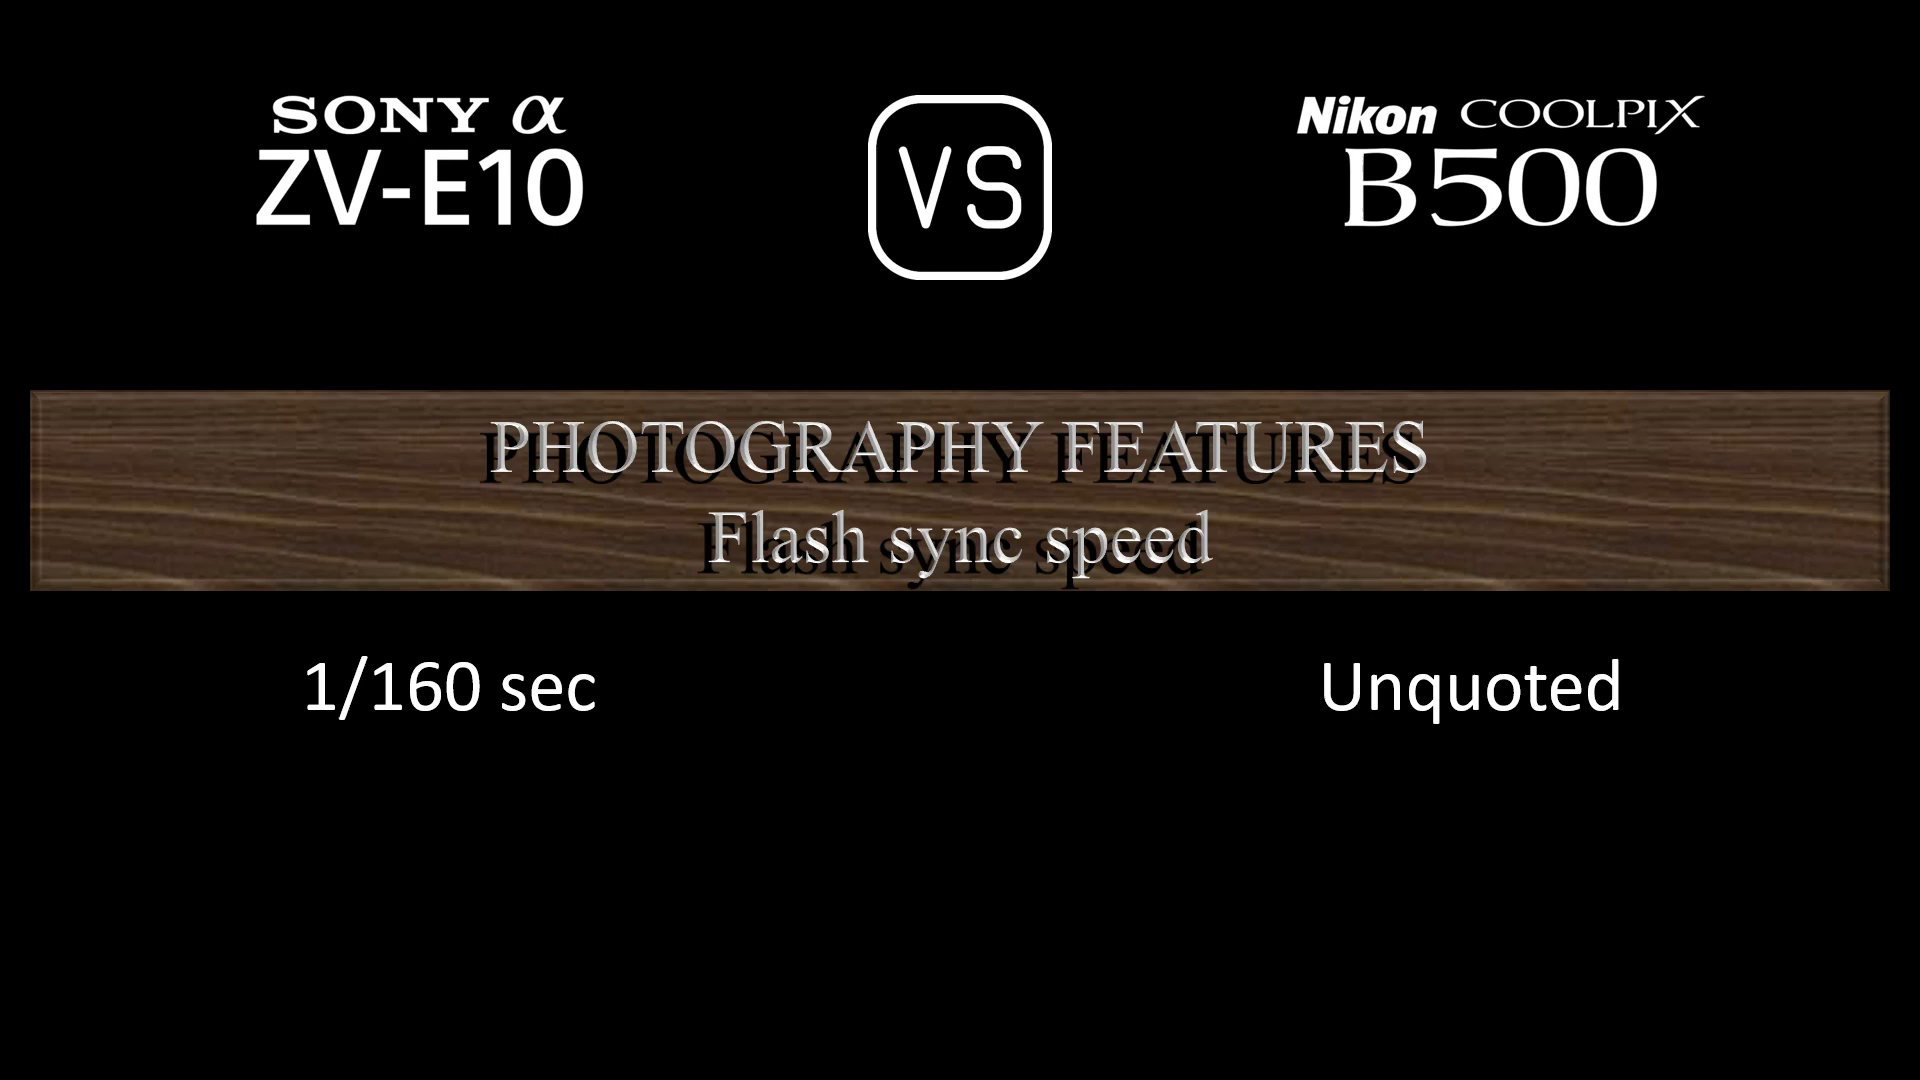 SONY α
ZV-E10
VS
Nikon COOLPIX
B500
PHOTOGRAPHY FEATURES
Flash sync speed
1/160 sec
Unquoted